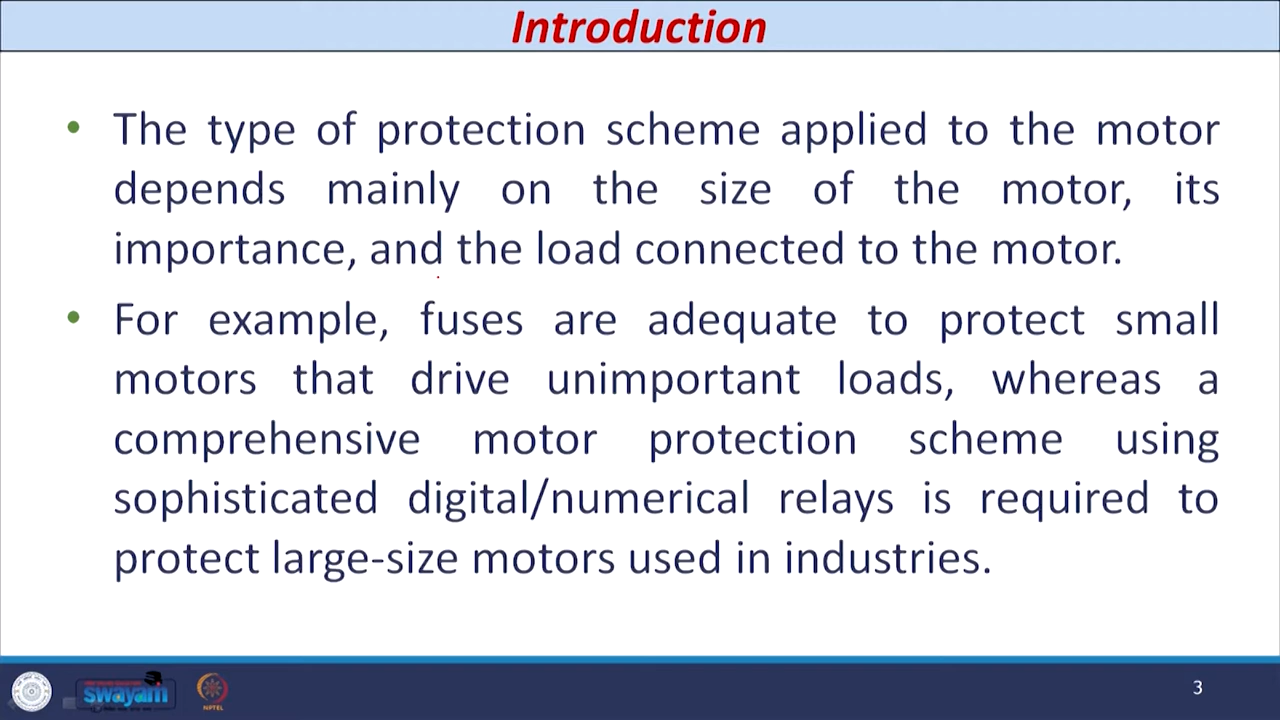 Introduction
• The type of protection scheme applied to the motor
depends mainly on the size of the motor, its
importance, and the load connected to the motor.
• For example, fuses are adequate to protect small
motors that drive unimportant loads, whereas a
comprehensive motor protection scheme using
sophisticated digital/numerical relays is required to
protect large-size motors used in industries.
swayam
NPTEL
3